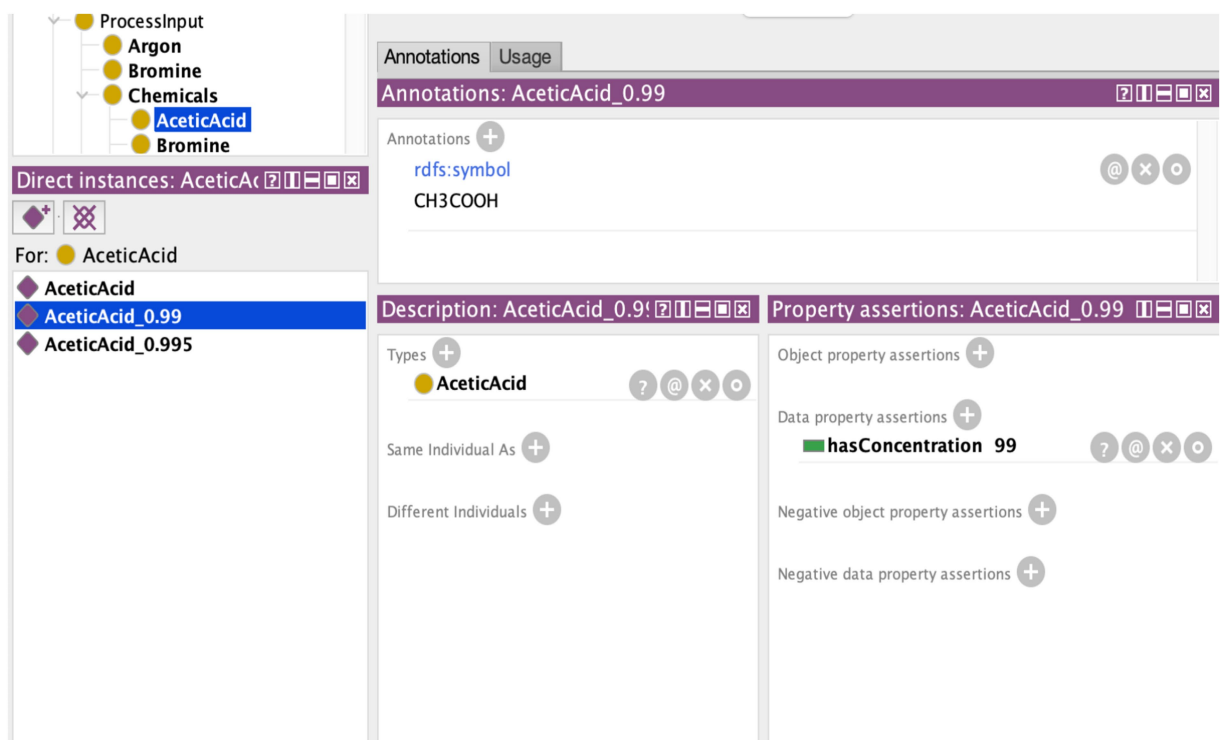 ProcessInput
Argon
Bromine
Chemicals
AceticAcid
Bromine
Direct instances: AceticAc
For: AceticAcid
AceticAcid
AceticAcid_0.99
AceticAcid_0.995
Annotations Usage
Annotations: AceticAcid_0.99
Annotations
rdfs:symbol
CH3COOH
Description: AceticAcid_0.9
Types
AceticAcid
Same Individual As
Different Individuals
Property assertions: AceticAcid_0.99
Object property assertions
Data property assertions
hasConcentration 99
Negative object property assertions
Negative data property assertions